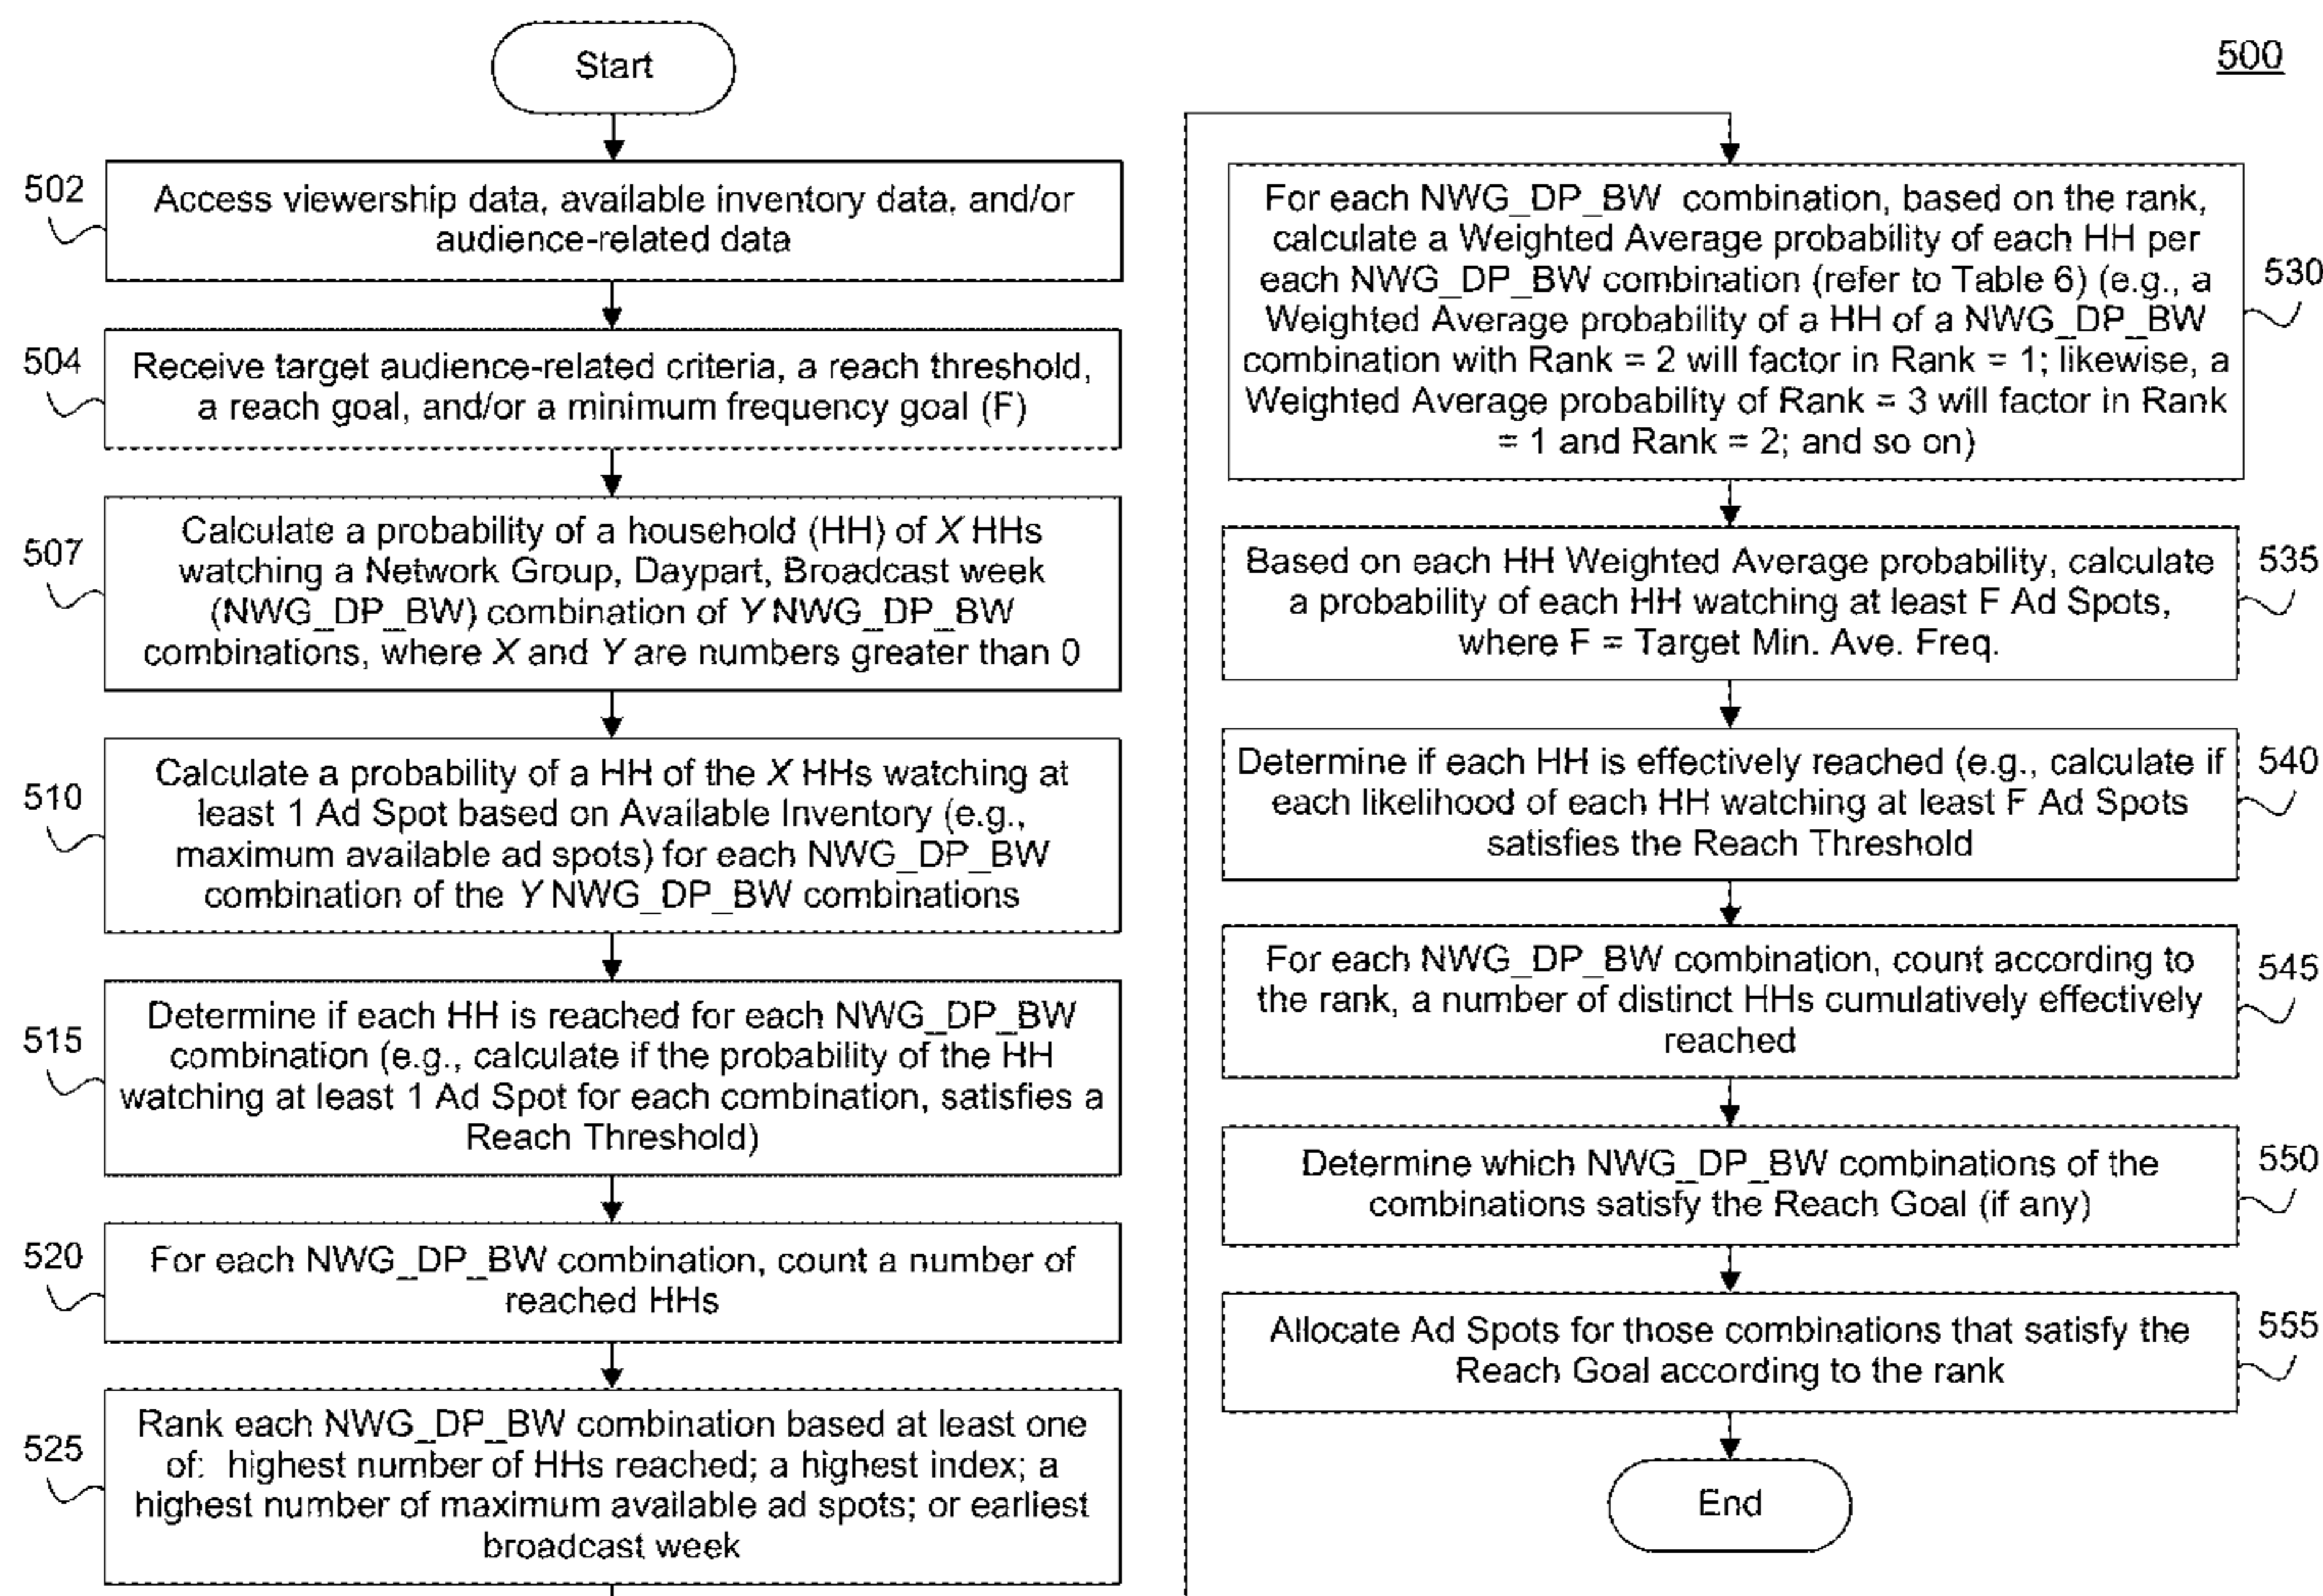 500
Start
502
Access viewership data, available inventory data, and/or
audience-related data
504
Receive target audience-related criteria, a reach threshold,
a reach goal, and/or a minimum frequency goal (F)
507
Calculate a probability of a household (HH) of X HHs
watching a Network Group, Daypart, Broadcast week
(NWG_DP_BW) combination of Y NWG_DP_BW
combinations, where X and Y are numbers greater than 0
510
Calculate a probability of a HH of the X HHs watching at
least 1 Ad Spot based on Available Inventory (e.g.,
maximum available ad spots) for each NWG_DP_BW
combination of the Y NWG_DP_BW combinations
515
Determine if each HH is reached for each NWG_DP_BW
combination (e.g., calculate if the probability of the HH
watching at least 1 Ad Spot for each combination, satisfies a
Reach Threshold)
520
For each NWG_DP_BW combination, count a number of
reached HHs
525
Rank each NWG_DP_BW combination based at least one
of: highest number of HHs reached; a highest index; a
highest number of maximum available ad spots; or earliest
broadcast week
For each NWG_DP_BW combination, based on the rank,
calculate a Weighted Average probability of each HH per
each NWG_DP_BW combination (refer to Table 6) (e.g., a
Weighted Average probability of a HH of a NWG_DP_BW
combination with Rank = 2 will factor in Rank = 1; likewise, a
Weighted Average probability of Rank = 3 will factor in Rank
= 1 and Rank = 2; and so on)
530
Based on each HH Weighted Average probability, calculate
a probability of each HH watching at least F Ad Spots,
where F = Target Min. Ave. Freq.
535
Determine if each HH is effectively reached (e.g., calculate if
each likelihood of each HH watching at least F Ad Spots
satisfies the Reach Threshold
540
For each NWG_DP_BW combination, count according to
the rank, a number of distinct HHs cumulatively effectively
reached
545
Determine which NWG_DP_BW combinations of the
combinations satisfy the Reach Goal (if any)
550
Allocate Ad Spots for those combinations that satisfy the
Reach Goal according to the rank
555
End